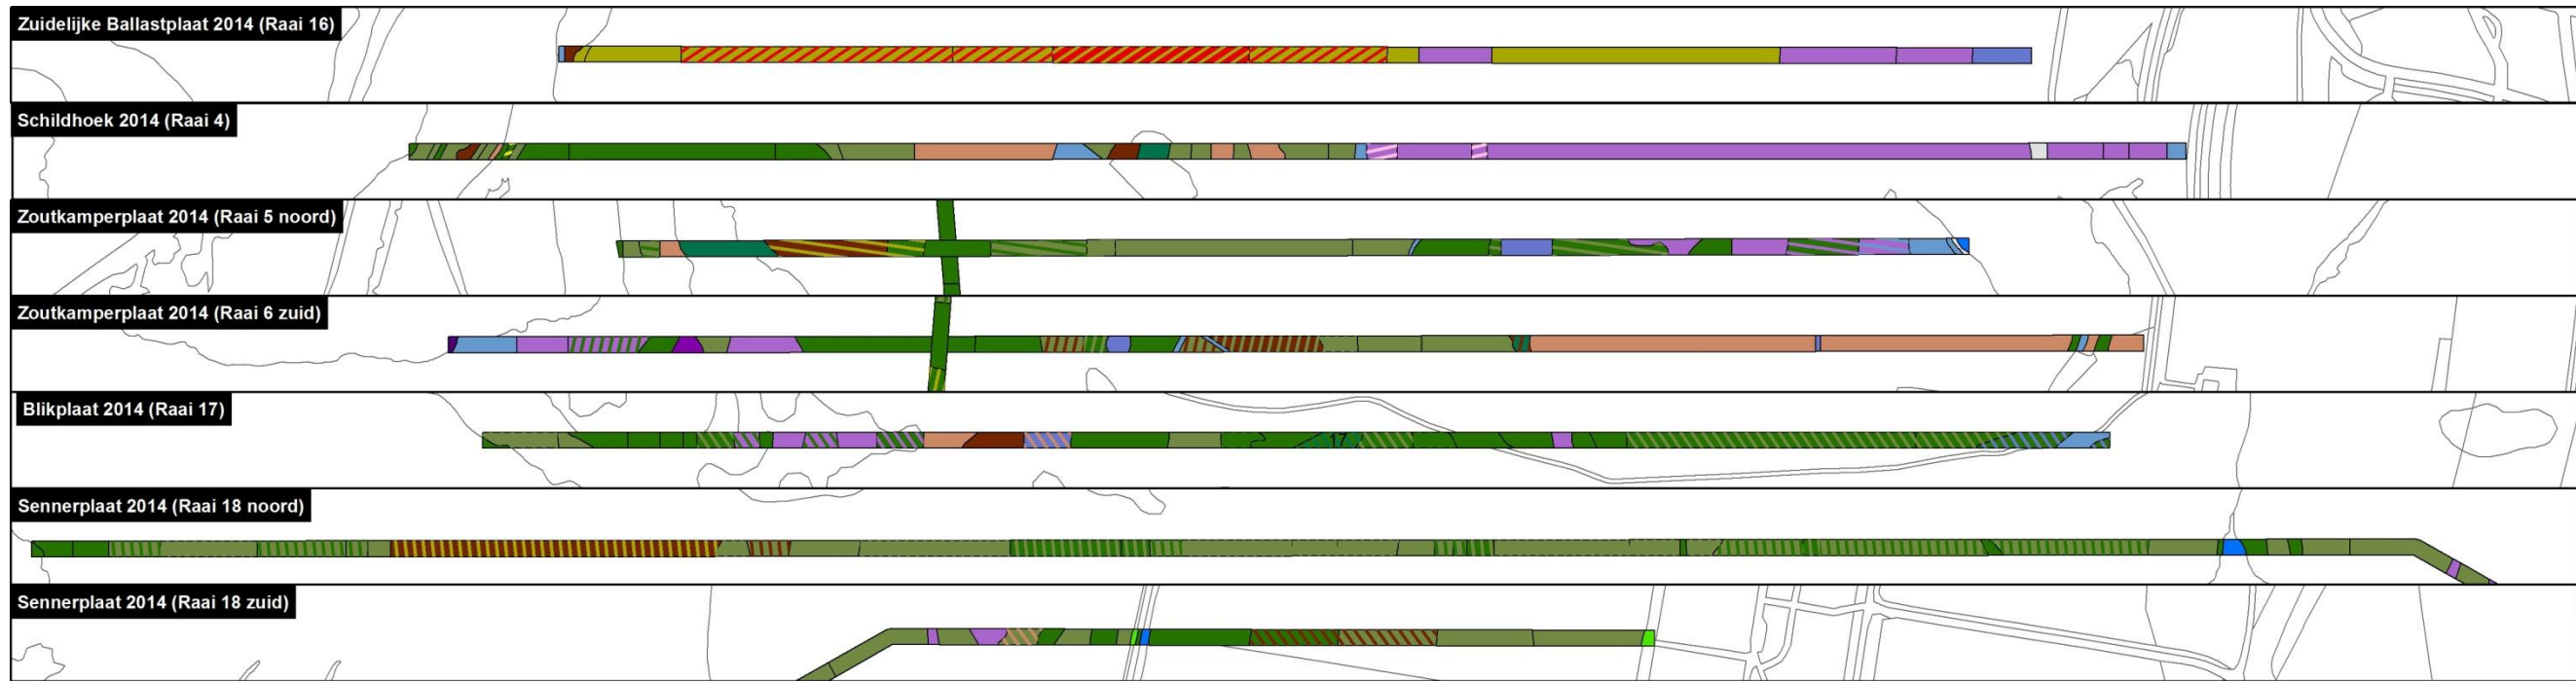 Zuidelijke Ballastplaat 2014 (Raai 16)
Schildhoek 2014 (Raai 4)
Zoutkamperplaat 2014 (Raai 5 noord)
Zoutkamperplaat 2014 (Raai 6 zuid)
Blikplaat 2014 (Raai 17)
17
Sennerplaat 2014 (Raai 18 noord)
Sennerplaat 2014 (Raai 18 zuid)